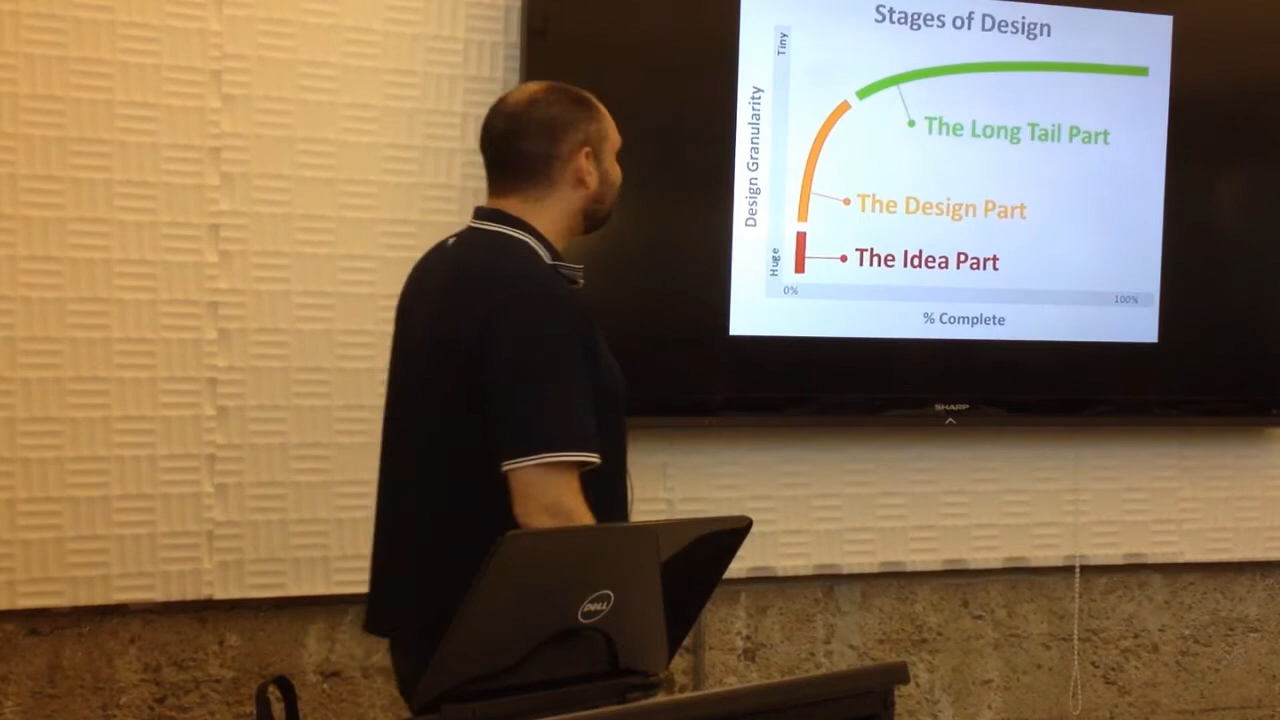 Stages of Design
Tiny
Design Granularity
The Long Tail Part
The Design Part
The Idea Part
Huge
0%
100%
% Complete
SHARP
DELL